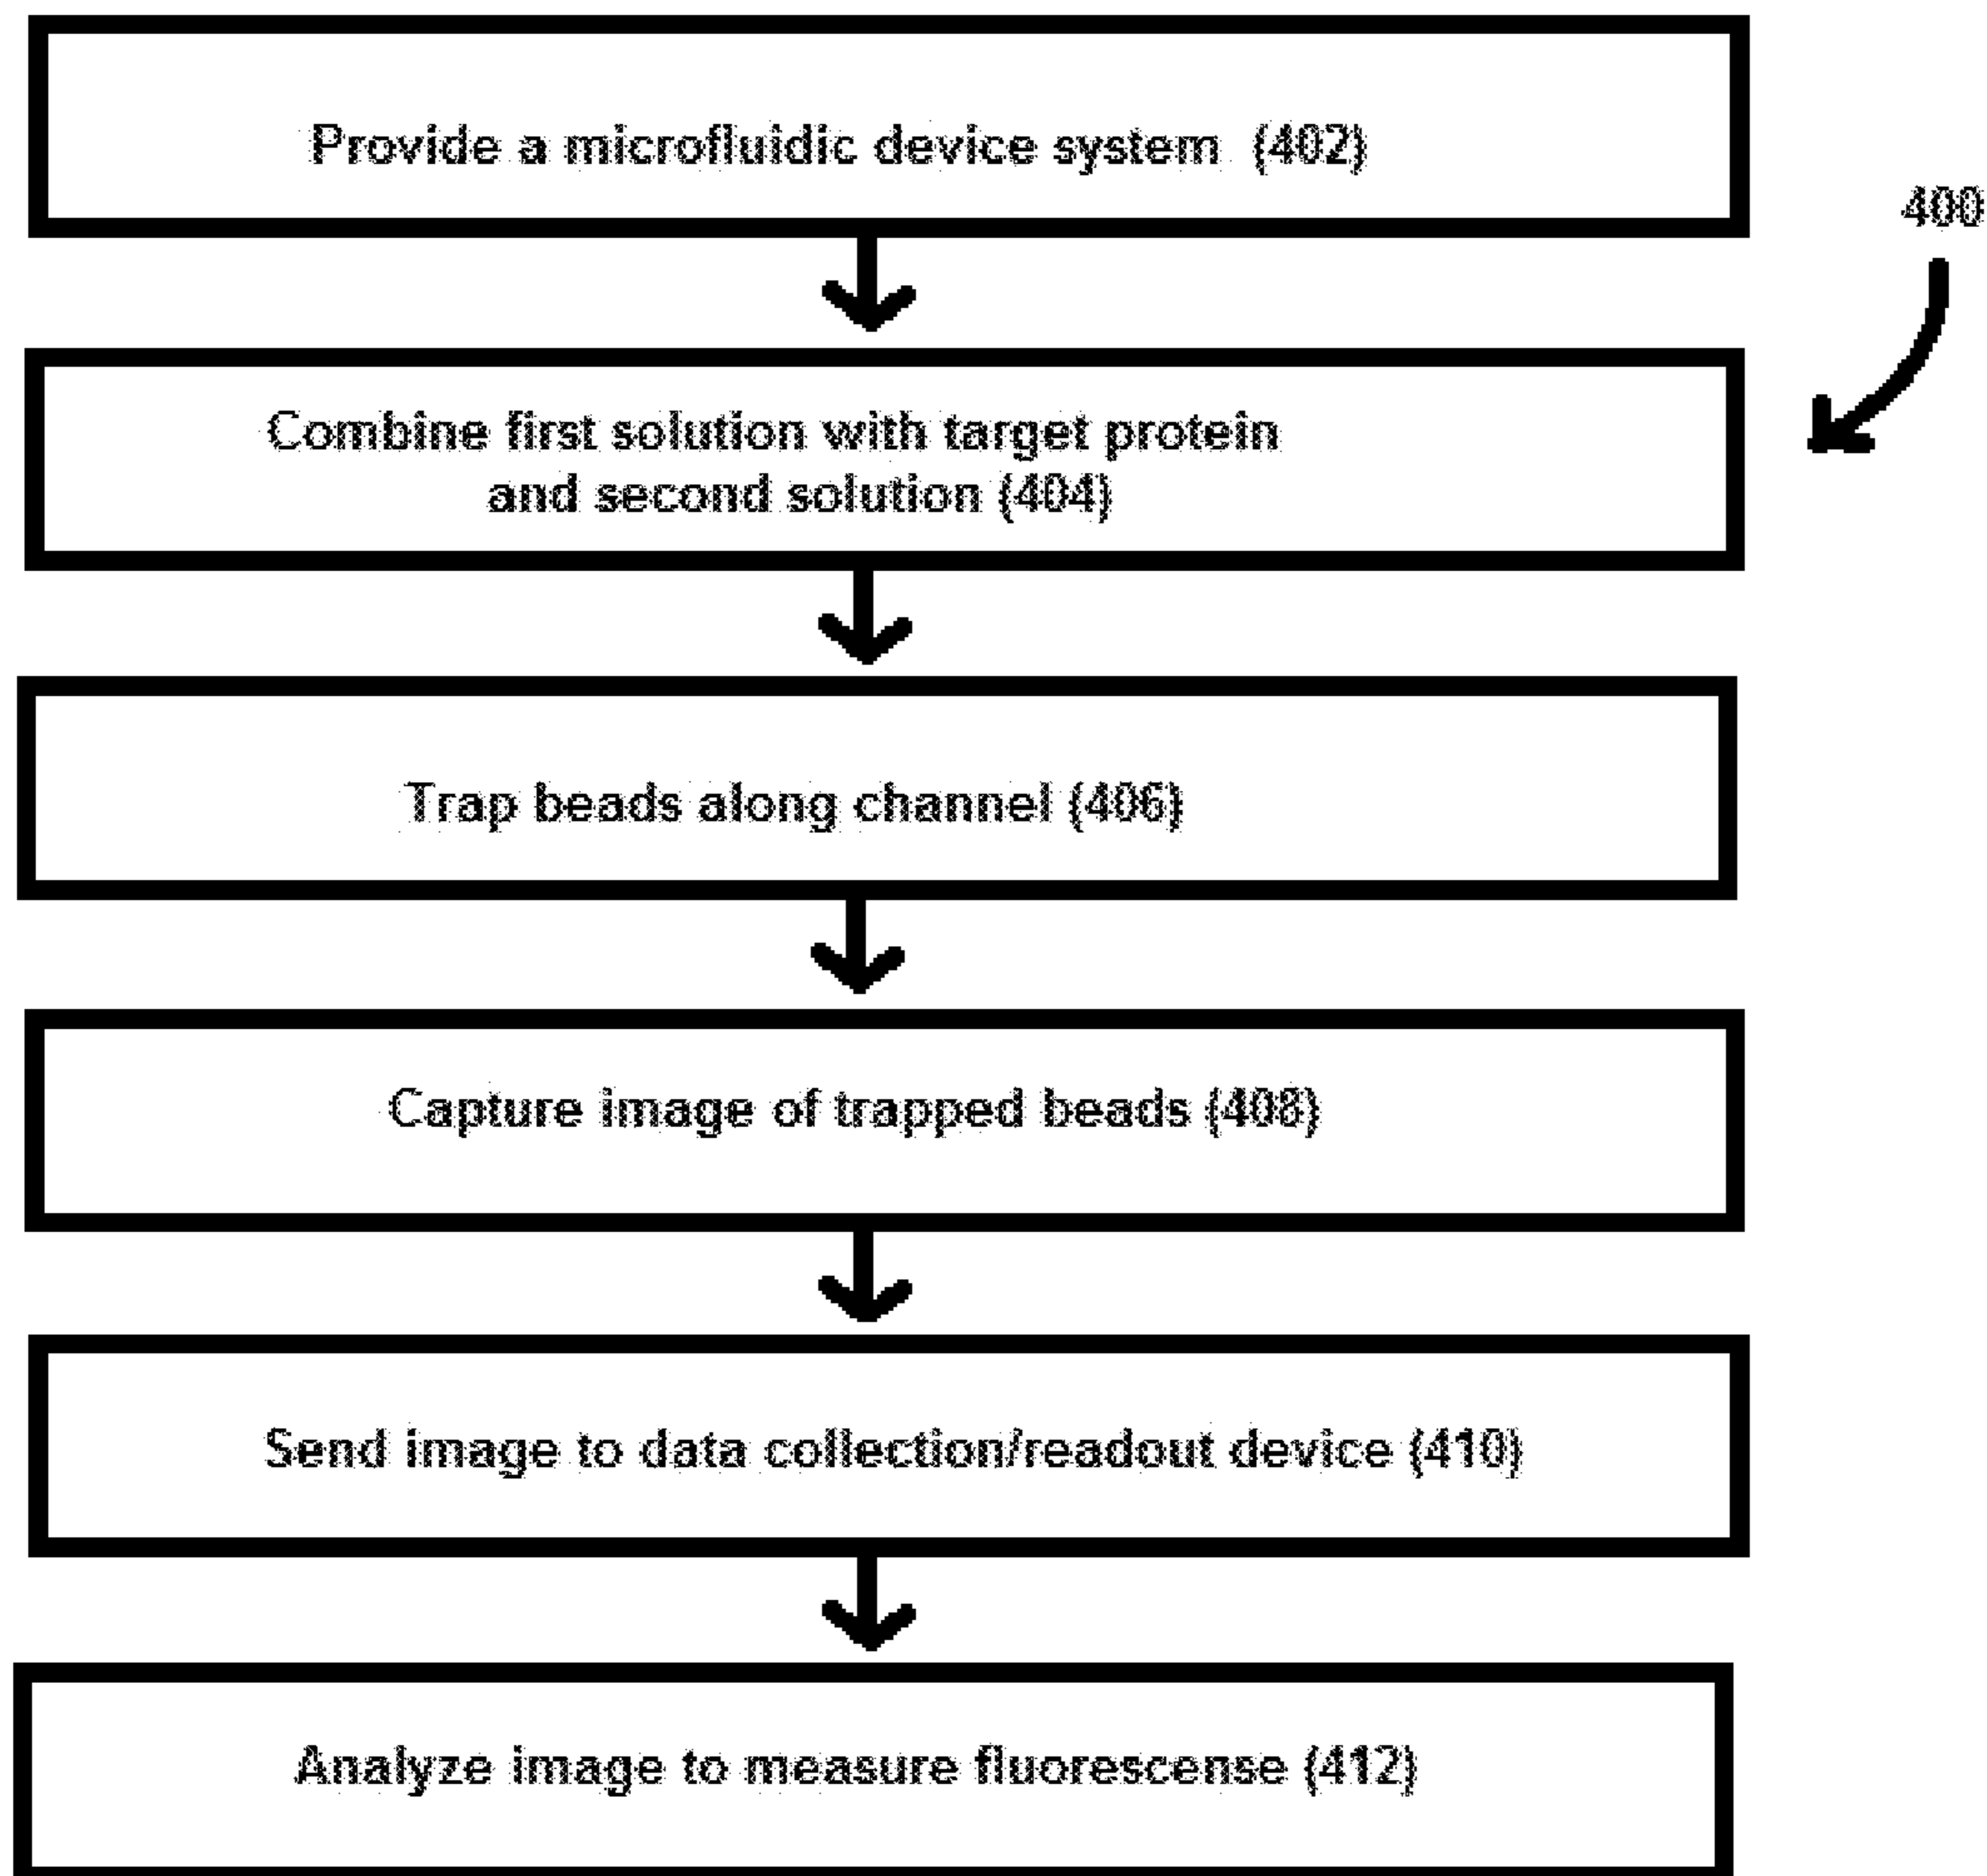 Provide a microfluidic device system (402)
400
Combine first solution with target protein
and second solution (404)
Trap beads along channel (406)
Capture image of trapped beads (408)
Send image to data collection/readout device (410)
Analyze image to measure fluorescense (412)